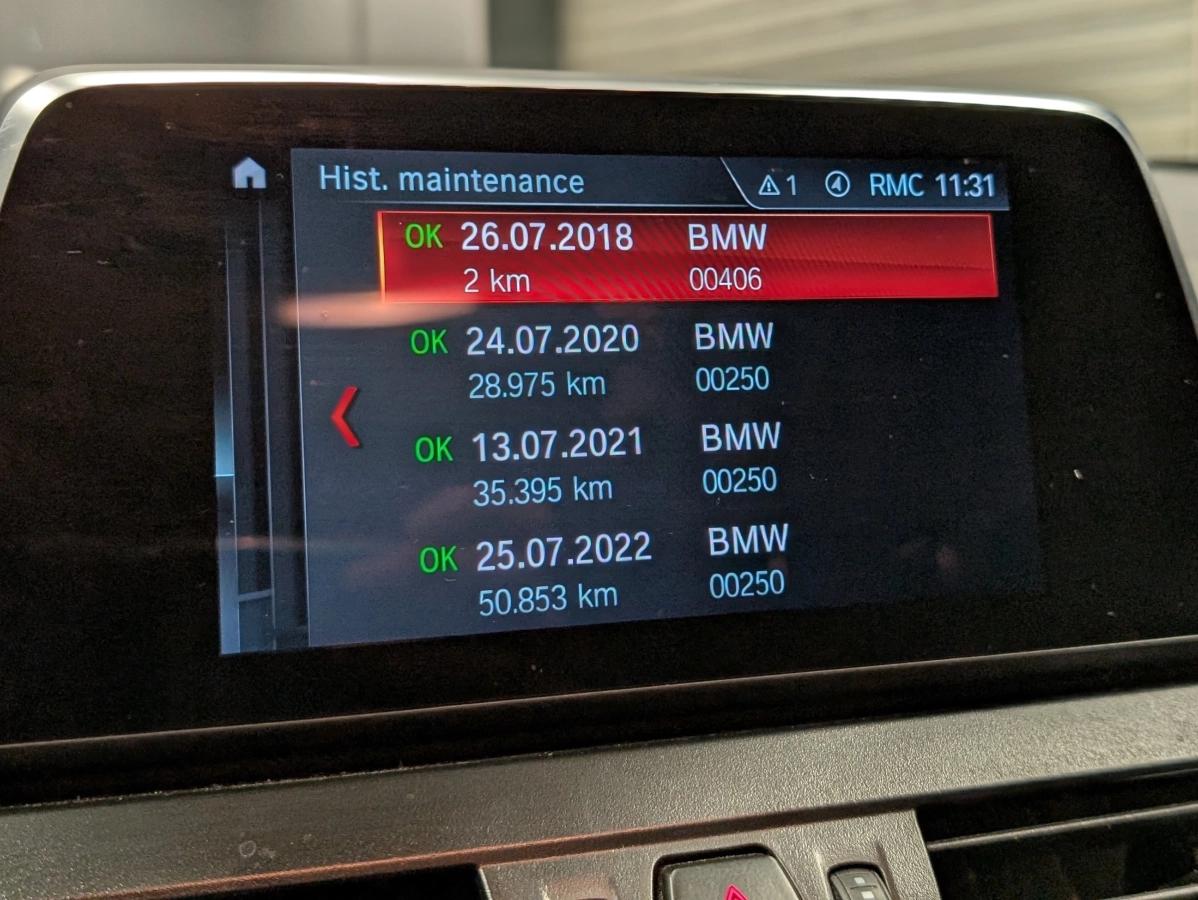 Hist. maintenance 1 RMC 11:31
OK 26.07.2018 BMW
2 km 00406
OK 24.07.2020 BMW
28.975 km 00250
OK 13.07.2021 BMW
35.395 km 00250
OK 25.07.2022 BMW
50.853 km 00250